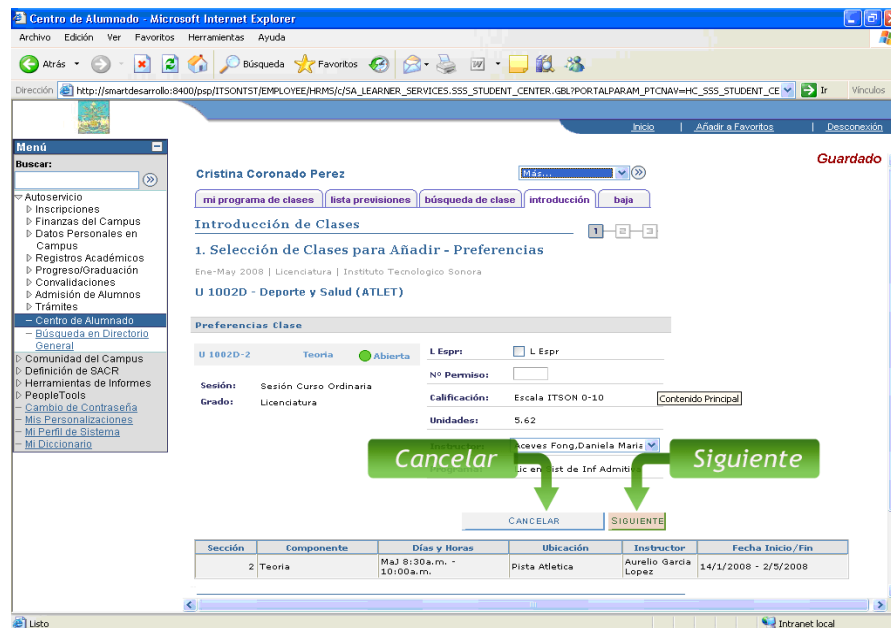 Centro de Alumnado - Microsoft Internet Explorer
Archivo Edición Ver Favoritos Herramientas Ayuda
Atrás Búsqueda Favoritos
Dirección http://smartdesarrollo:8400/psp/ITSONTST/EMPLOYEE/HRMS/c/SA_LEARNER_SERVICES.SSS_STUDENT_CENTER.GBL?PORTALPARAM_PTCNAV=HC_SSS_STUDENT_CE Ir Vínculos
Inicio | Añadir a Favoritos | Desconexión
Menú
Buscar:
Autoservicio
Inscripciones
Finanzas del Campus
Datos Personales en
Campus
Registros Académicos
Progreso/Graduación
Convalidaciones
Admisión de Alumnos
Trámites
– Centro de Alumnado
– Búsqueda en Directorio
General
Comunidad del Campus
Definición de SACR
Herramientas de Informes
PeopleTools
– Cambio de Contraseña
– Mis Personalizaciones
– Mi Perfil de Sistema
– Mi Diccionario
Guardado
Cristina Coronado Perez Más...
mi programa de clases lista previsiones búsqueda de clase introducción baja
Introducción de Clases 1 2 3
1. Selección de Clases para Añadir - Preferencias
Ene-May 2008 | Licenciatura | Instituto Tecnologico Sonora
U 1002D - Deporte y Salud (ATLET)
Preferencias Clase
U 1002D-2 Teoria Abierta
Sesión: Sesión Curso Ordinaria
Grado: Licenciatura
L Espr: L Espr
Nº Permiso:
Calificación: Escala ITSON 0-10
Contenido Principal
Unidades: 5.62
Aceves Fong,Daniela Maria
Lic en Sist de Inf Admitiva
Cancelar Siguiente
CANCELAR SIGUIENTE
Sección Componente Días y Horas Ubicación Instructor Fecha Inicio/Fin
2 Teoria MaJ 8:30a.m. - 10:00a.m. Pista Atletica Aurelio Garcia Lopez 14/1/2008 - 2/5/2008
Listo Intranet local